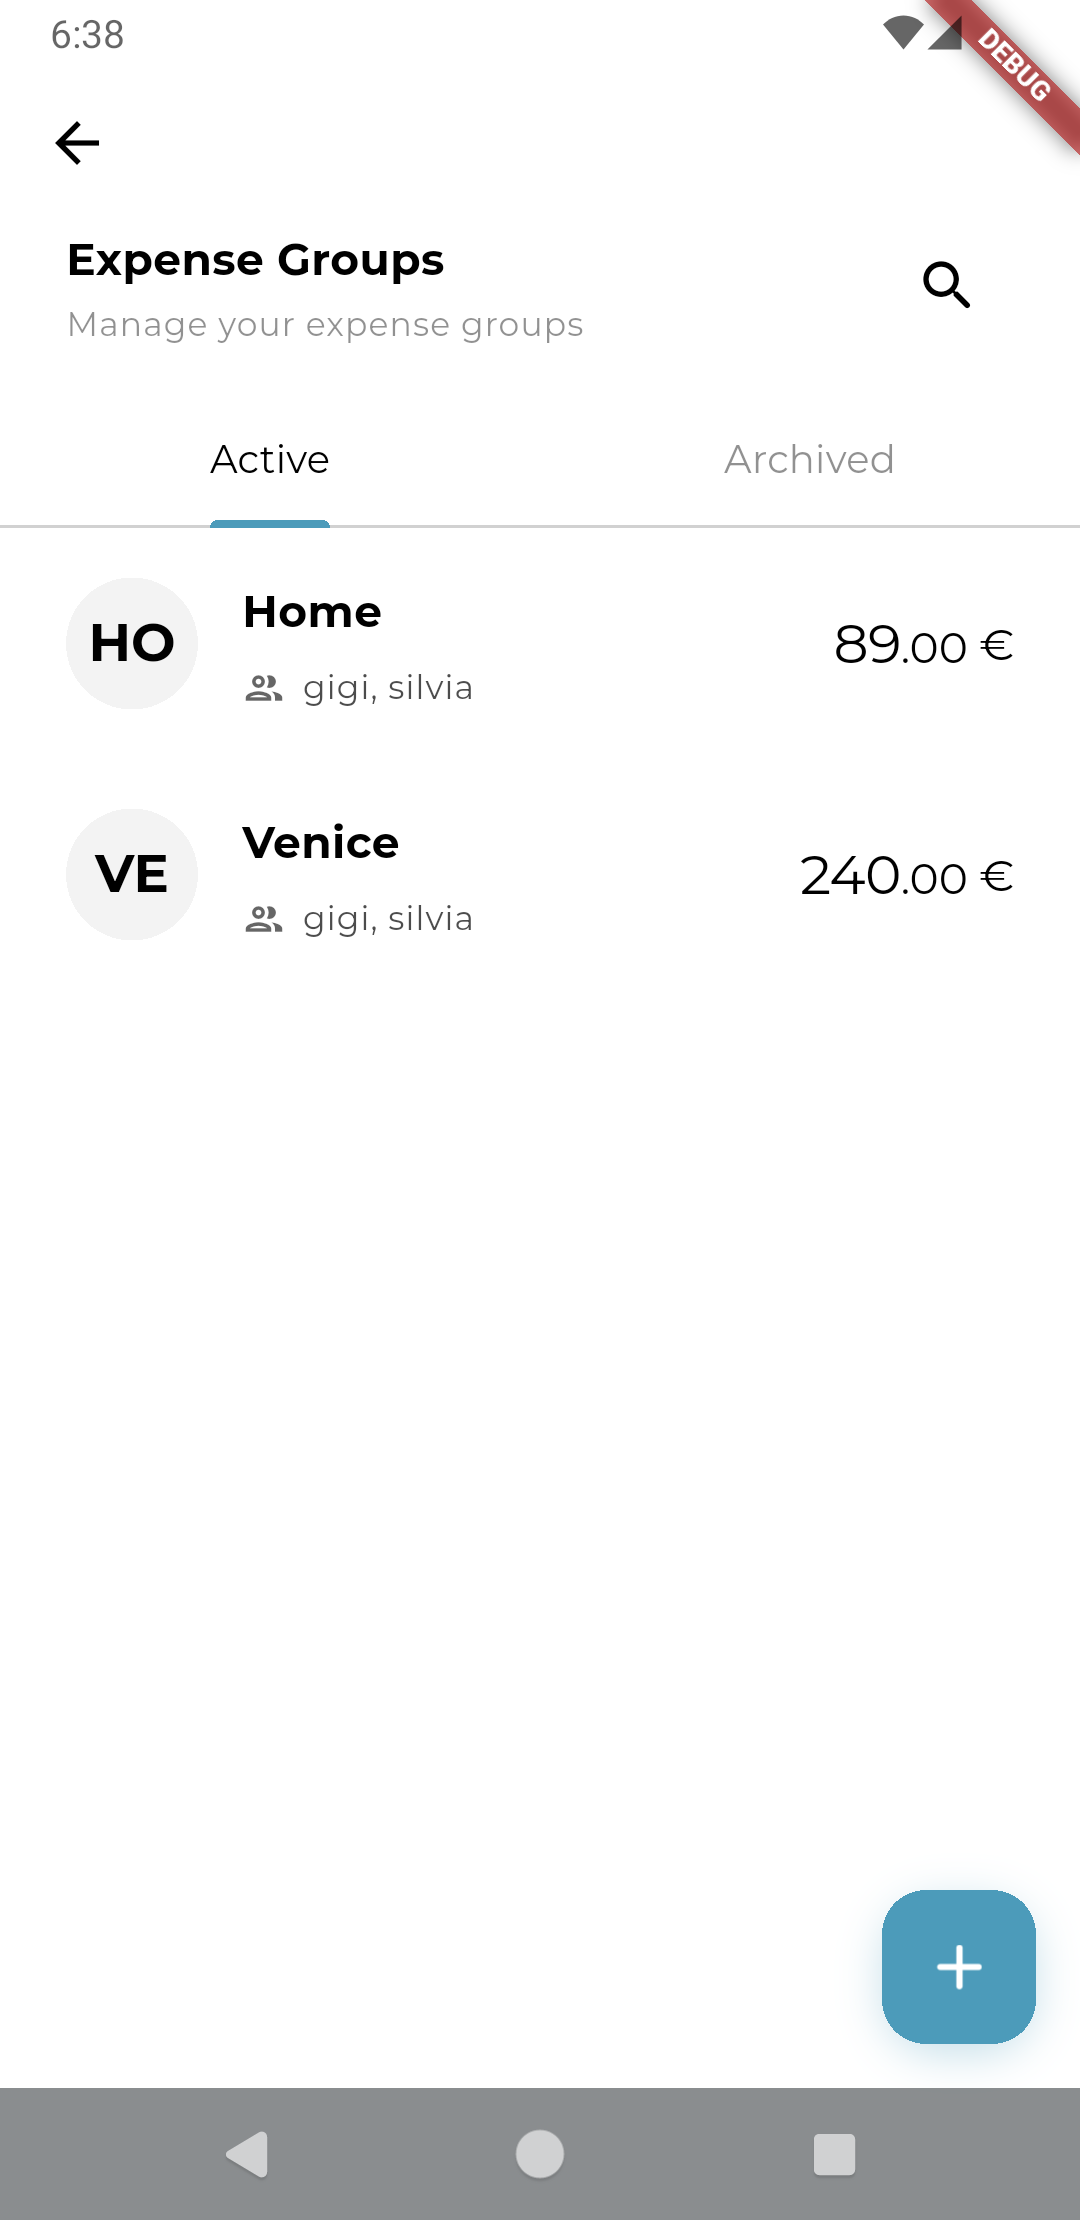 6:38
DEBUG
Expense Groups
Manage your expense groups
Active
Archived
HO
Home
gigi, silvia
89.00 €
VE
Venice
gigi, silvia
240.00 €